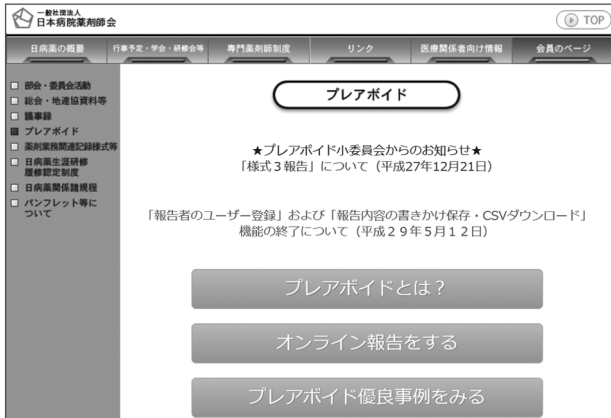 一般社団法人
日本病院薬剤師会
TOP
日病薬の概要
行事予定・学会・研修会等
専門薬剤師制度
リンク
医療関係者向け情報
会員のページ
部会・委員会活動
総会・地連協資料等
議事録
プレアボイド
薬剤業務関連記録様式等
日病薬生涯研修
履修認定制度
日病薬関係諸規程
パンフレット等に
ついて
プレアボイド
★プレアボイド小委員会からのお知らせ★
「様式３報告」について（平成27年12月21日）
「報告者のユーザー登録」および「報告内容の書きかけ保存・CSVダウンロード」
機能の終了について（平成２９年５月１２日）
プレアボイドとは？
オンライン報告をする
プレアボイド優良事例をみる